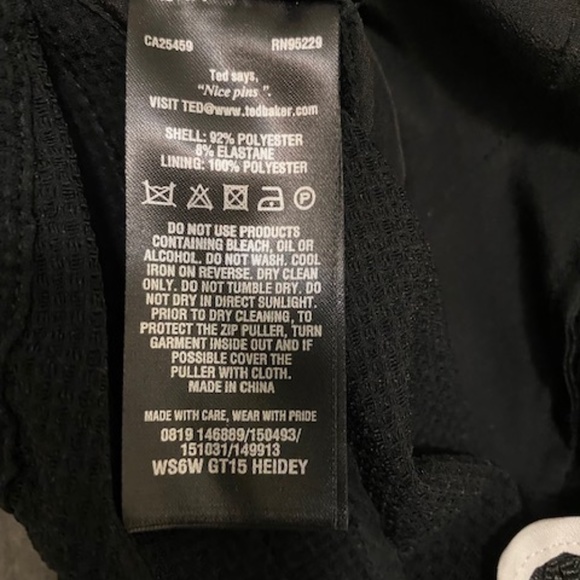 CA25459 RN95229
Ted says,
"Nice pins".
VISIT TED@www.tedbaker.com
SHELL: 92% POLYESTER
8% ELASTANE
LINING: 100% POLYESTER
P
DO NOT USE PRODUCTS
CONTAINING BLEACH, OIL OR
ALCOHOL. DO NOT WASH. COOL
IRON ON REVERSE. DRY CLEAN
ONLY. DO NOT TUMBLE DRY. DO
NOT DRY IN DIRECT SUNLIGHT.
PRIOR TO DRY CLEANING, TO
PROTECT THE ZIP PULLER, TURN
GARMENT INSIDE OUT AND IF
POSSIBLE COVER THE
PULLER WITH CLOTH.
MADE IN CHINA
MADE WITH CARE, WEAR WITH PRIDE
0819 146889/150493/
151031/149913
WS6W GT15 HEIDEY